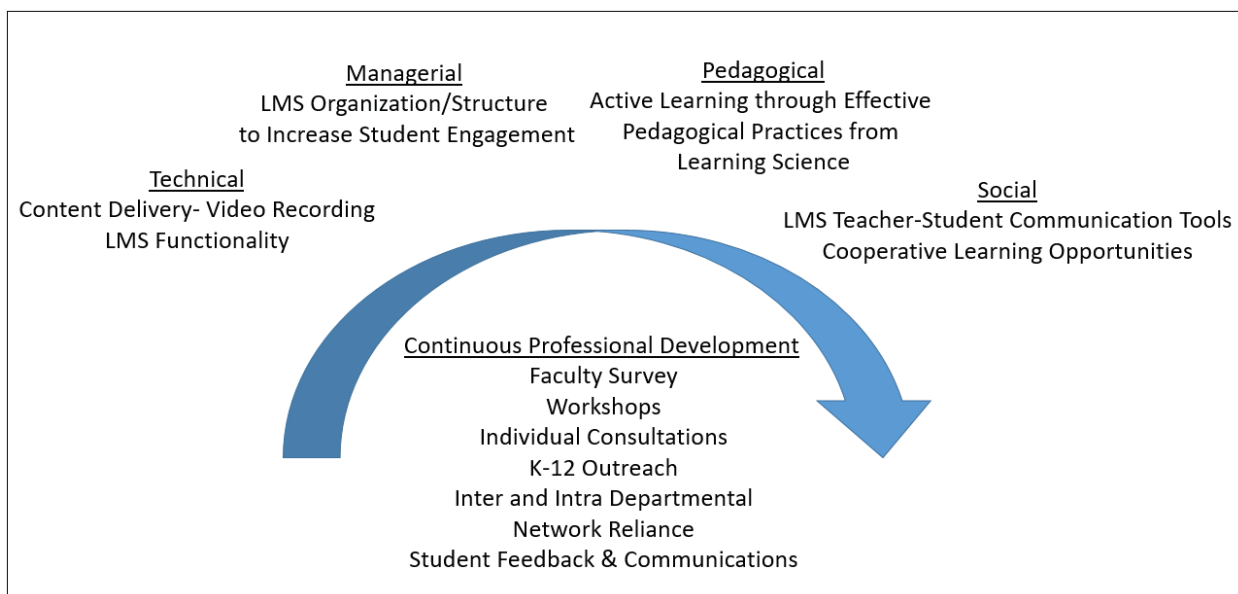 Managerial
LMS Organization/Structure
to Increase Student Engagement
Pedagogical
Active Learning through Effective
Pedagogical Practices from
Learning Science
Technical
Content Delivery- Video Recording
LMS Functionality
Social
LMS Teacher-Student Communication Tools
Cooperative Learning Opportunities
Continuous Professional Development
Faculty Survey
Workshops
Individual Consultations
K-12 Outreach
Inter and Intra Departmental
Network Reliance
Student Feedback & Communications